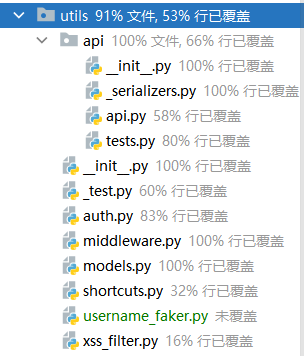 utils 91% 文件, 53% 行已覆盖
api 100% 文件, 66% 行已覆盖
__init__.py 100% 行已覆盖
_serializers.py 100% 行已覆盖
api.py 58% 行已覆盖
tests.py 80% 行已覆盖
__init__.py 100% 行已覆盖
_test.py 60% 行已覆盖
auth.py 83% 行已覆盖
middleware.py 100% 行已覆盖
models.py 100% 行已覆盖
shortcuts.py 32% 行已覆盖
username_faker.py 未覆盖
xss_filter.py 16% 行已覆盖